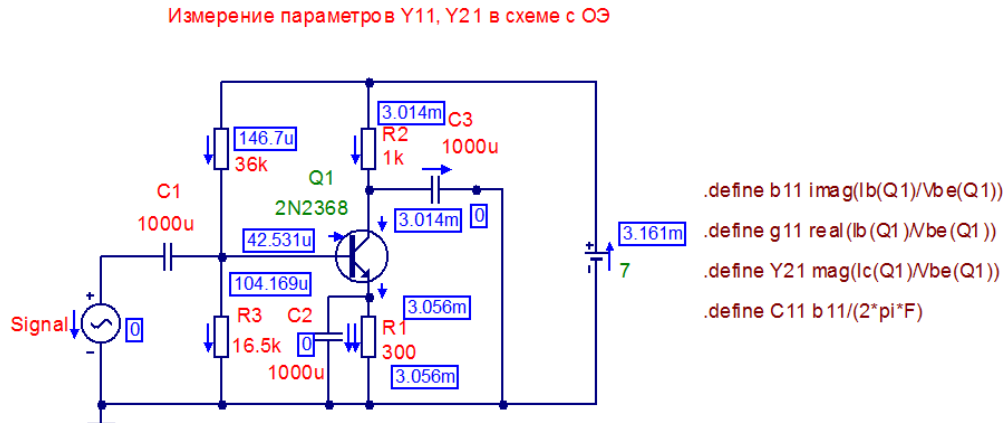 Измерение параметров Y11, Y21 в схеме с ОЭ
3.014m
C3
146.7u
R2
1000u
36k
1k
Q1
C1
2N2368
.define b11 imag(Ib(Q1)/Vbe(Q1))
1000u
3.014m
0
42.531u
3.161m
.define g11 real(Ib(Q1)/Vbe(Q1))
+
-
7
.define Y21 mag(Ic(Q1)/Vbe(Q1))
104.169u
+
3.056m
.define C11 b11/(2*pi*F)
R3
C2
R1
Signal
0
16.5k
0
300
-
1000u
3.056m